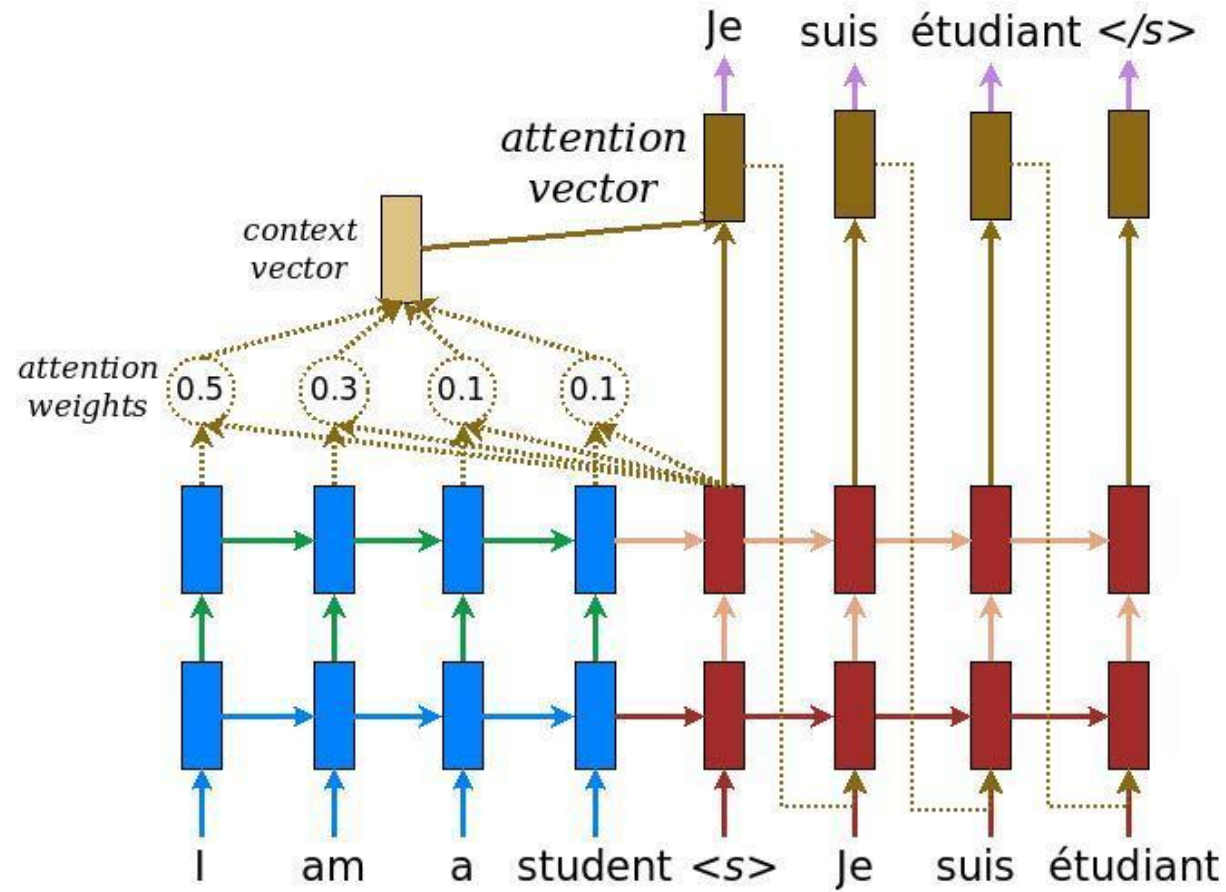 Je suis étudiant </s>
attention
vector
context
vector
attention
weights
0.5 0.3 0.1 0.1
I am a student <s> Je suis étudiant